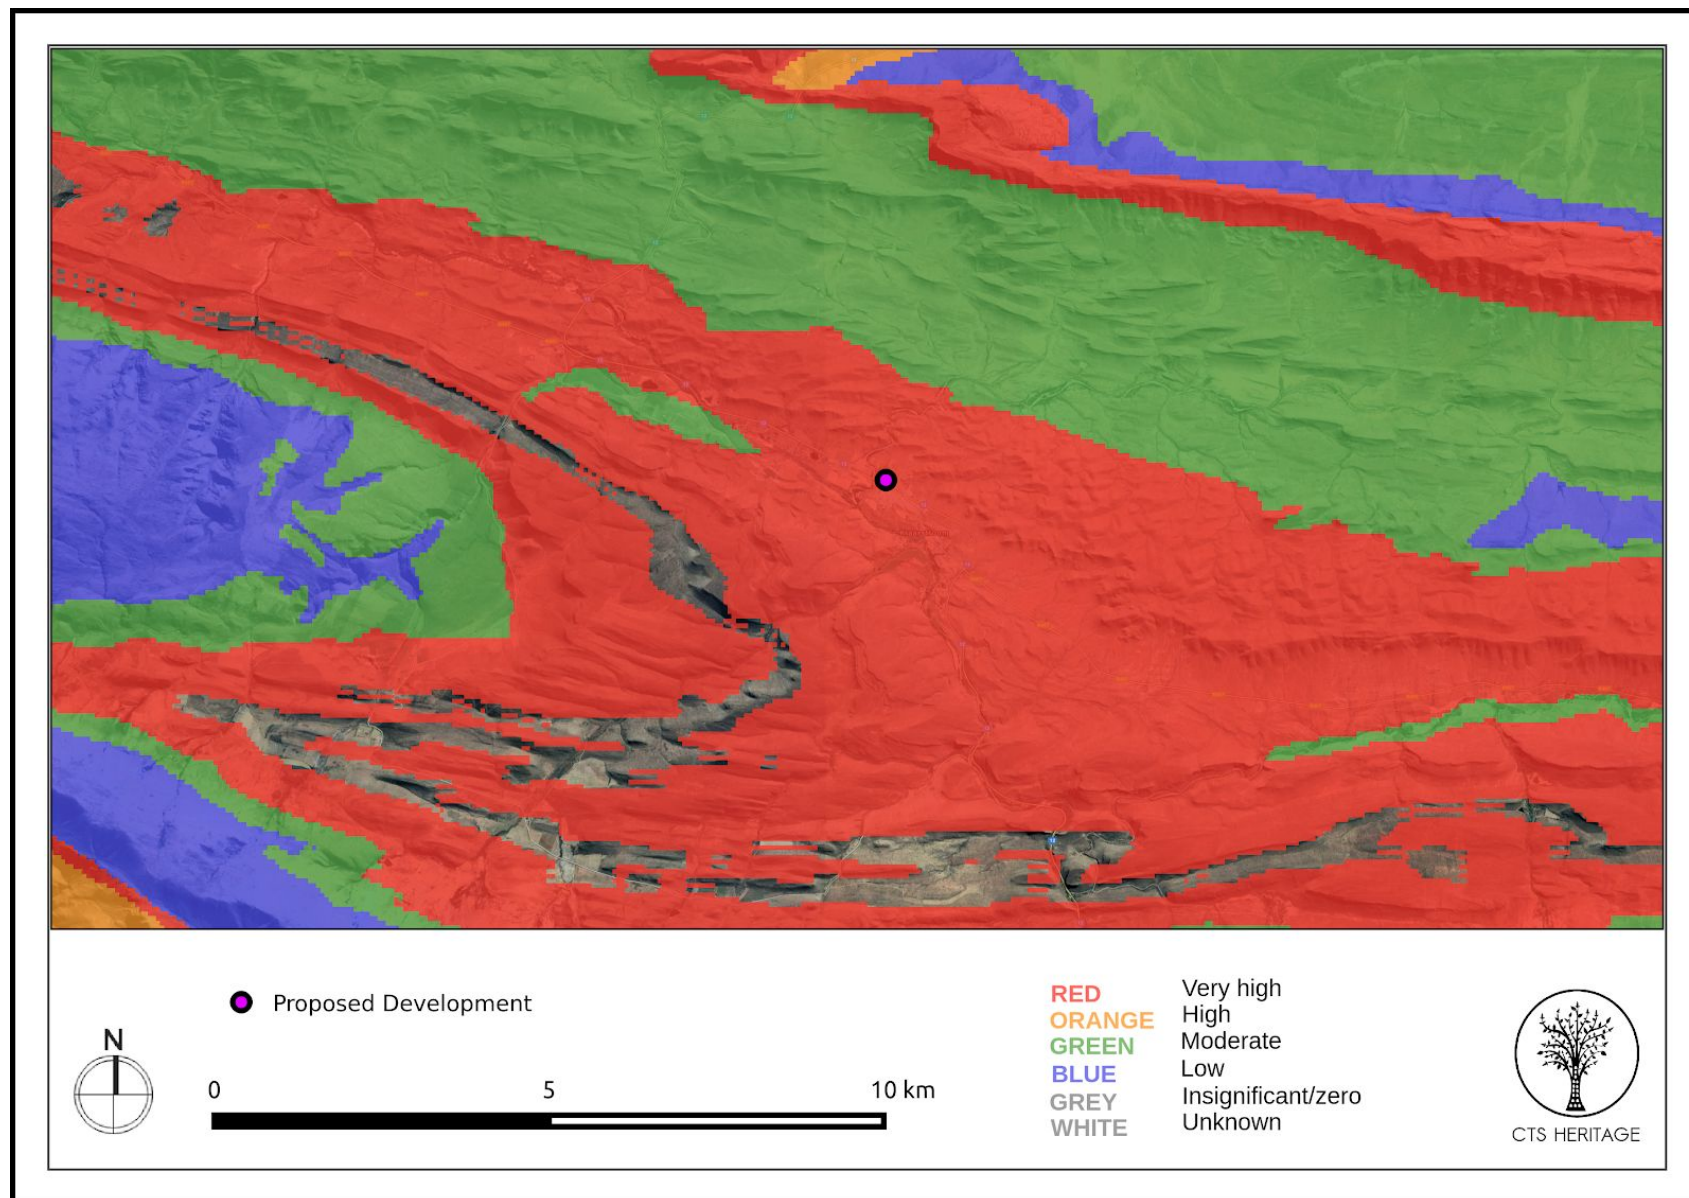 Proposed Development
N
0 5 10 km
RED Very high
ORANGE High
GREEN Moderate
BLUE Low
GREY Insignificant/zero
WHITE Unknown
CTS HERITAGE